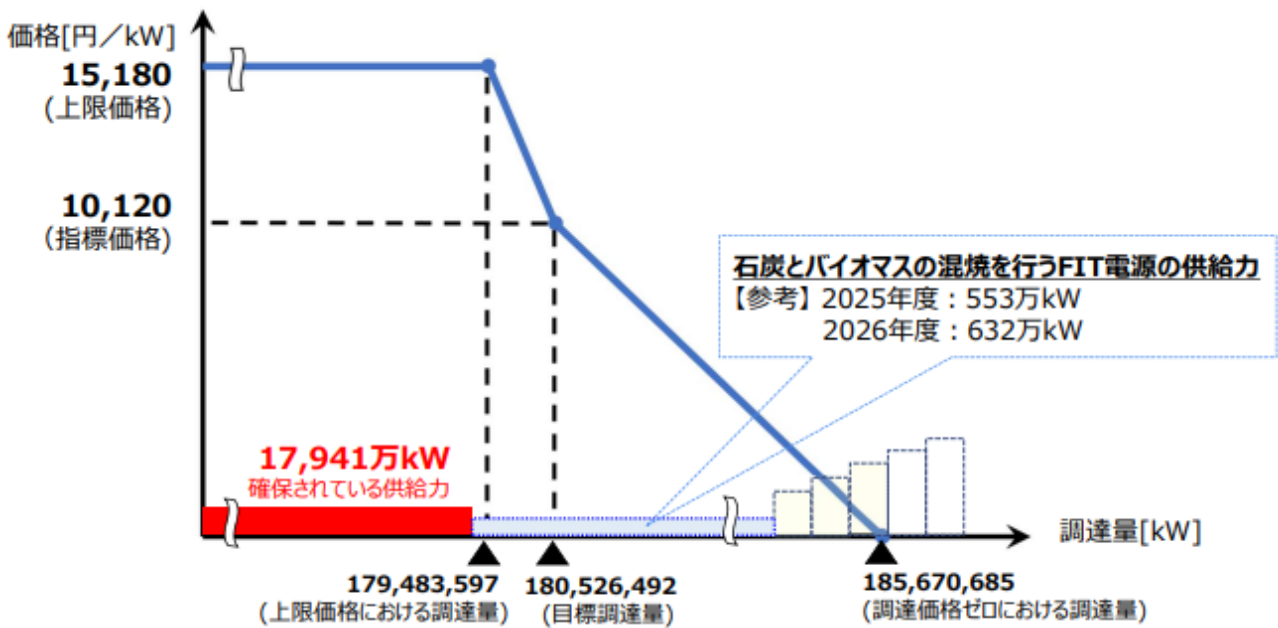 価格[円／kW]
15,180
(上限価格)
10,120
（指標価格）
石炭とバイオマスの混焼を行うFIT電源の供給力
【参考】2025年度：553万kW
2026年度：632万kW
17,941万kW
確保されている供給力
調達量[kW]
179,483,597
(上限価格における調達量)
180,526,492
(目標調達量)
185,670,685
(調達価格ゼロにおける調達量)